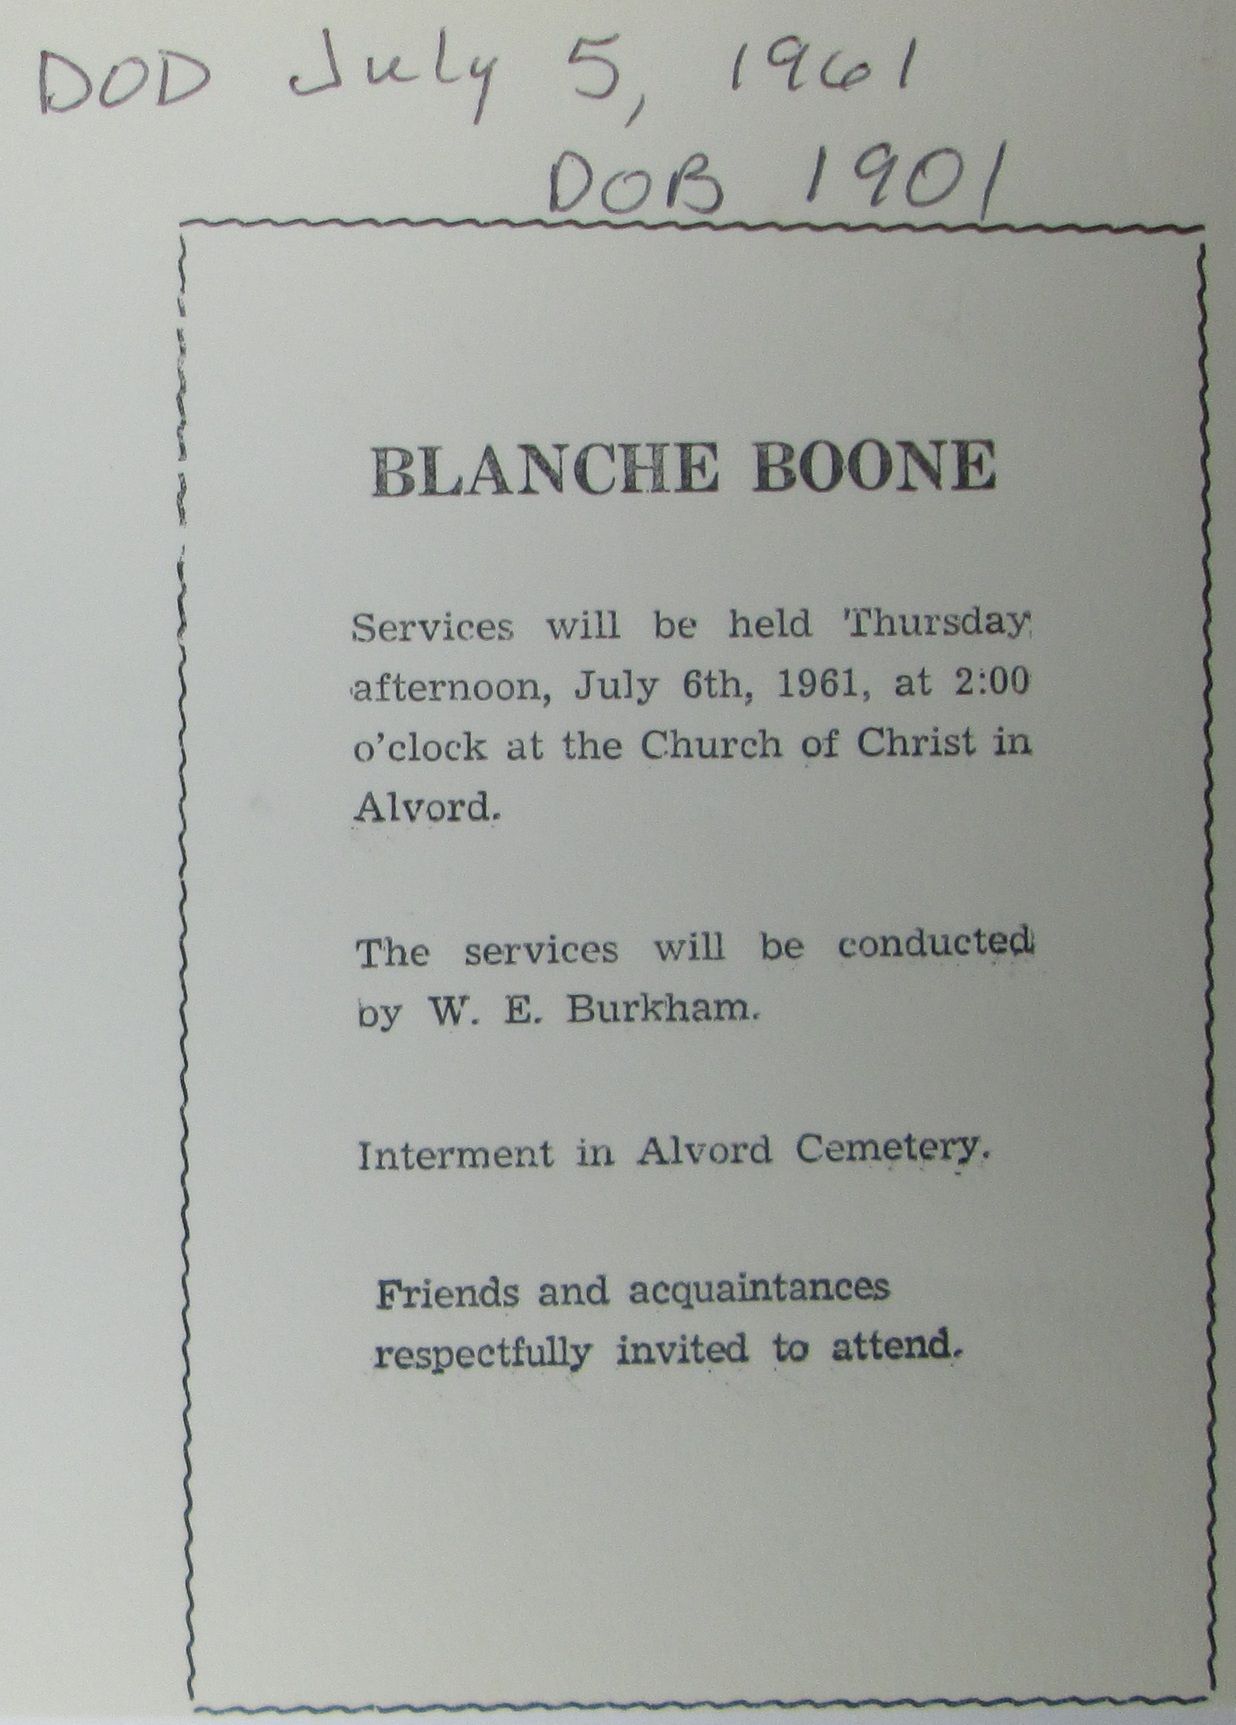 DOD July 5, 1961
DOB 1901
BLANCHE BOONE
Services will be held Thursday
afternoon, July 6th, 1961, at 2:00
o'clock at the Church of Christ in
Alvord.
The services will be conducted
by W. E. Burkham.
Interment in Alvord Cemetery.
Friends and acquaintances
respectfully invited to attend.